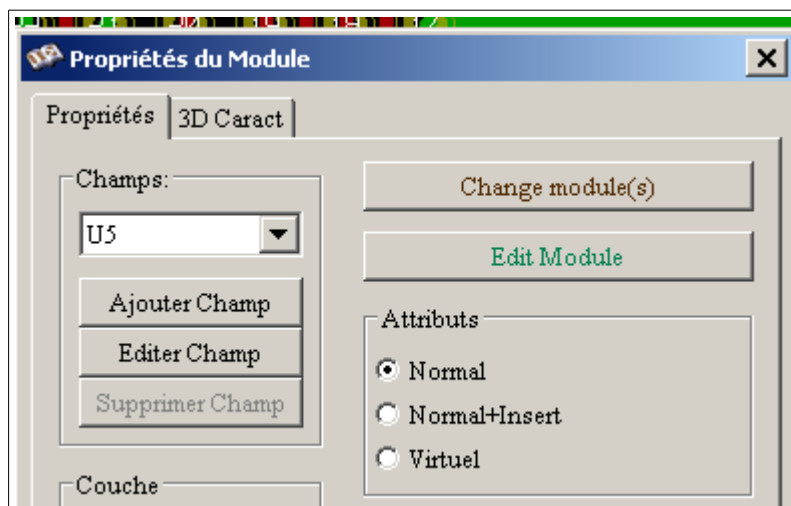 Propriétés du Module
Propriétés
3D Caract
Champs:
U5
Ajouter Champ
Editer Champ
Supprimer Champ
Couche
Change module(s)
Edit Module
Attributs
Normal
Normal+Insert
Virtuel